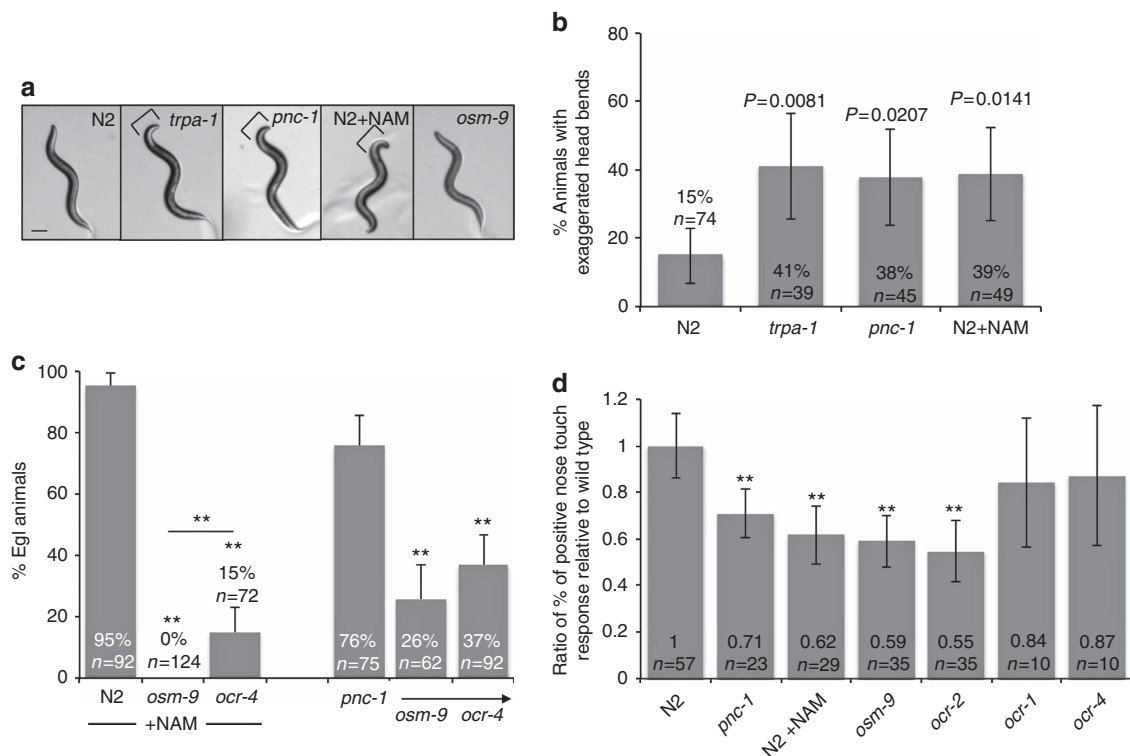 a
N2
trpa-1
pnc-1
N2+NAM
osm-9
b
% Animals with
exaggerated head bends
80
60
40
20
0
15%
n=74
P=0.0081
41%
n=39
P=0.0207
38%
n=45
P=0.0141
39%
n=49
N2
trpa-1
pnc-1
N2+NAM
c
% Egl animals
100
80
60
40
20
0
95%
n=92
**
0%
n=124
**
**
15%
n=72
76%
n=75
**
26%
n=62
**
37%
n=92
N2
osm-9
ocr-4
+NAM
pnc-1
osm-9
ocr-4
d
Ratio of % of positive nose touch
response relative to wild type
1.2
1
0.8
0.6
0.4
0.2
0
1
n=57
**
0.71
n=23
**
0.62
n=29
**
0.59
n=35
**
0.55
n=35
0.84
n=10
0.87
n=10
N2
pnc-1
N2 +NAM
osm-9
ocr-2
ocr-1
ocr-4